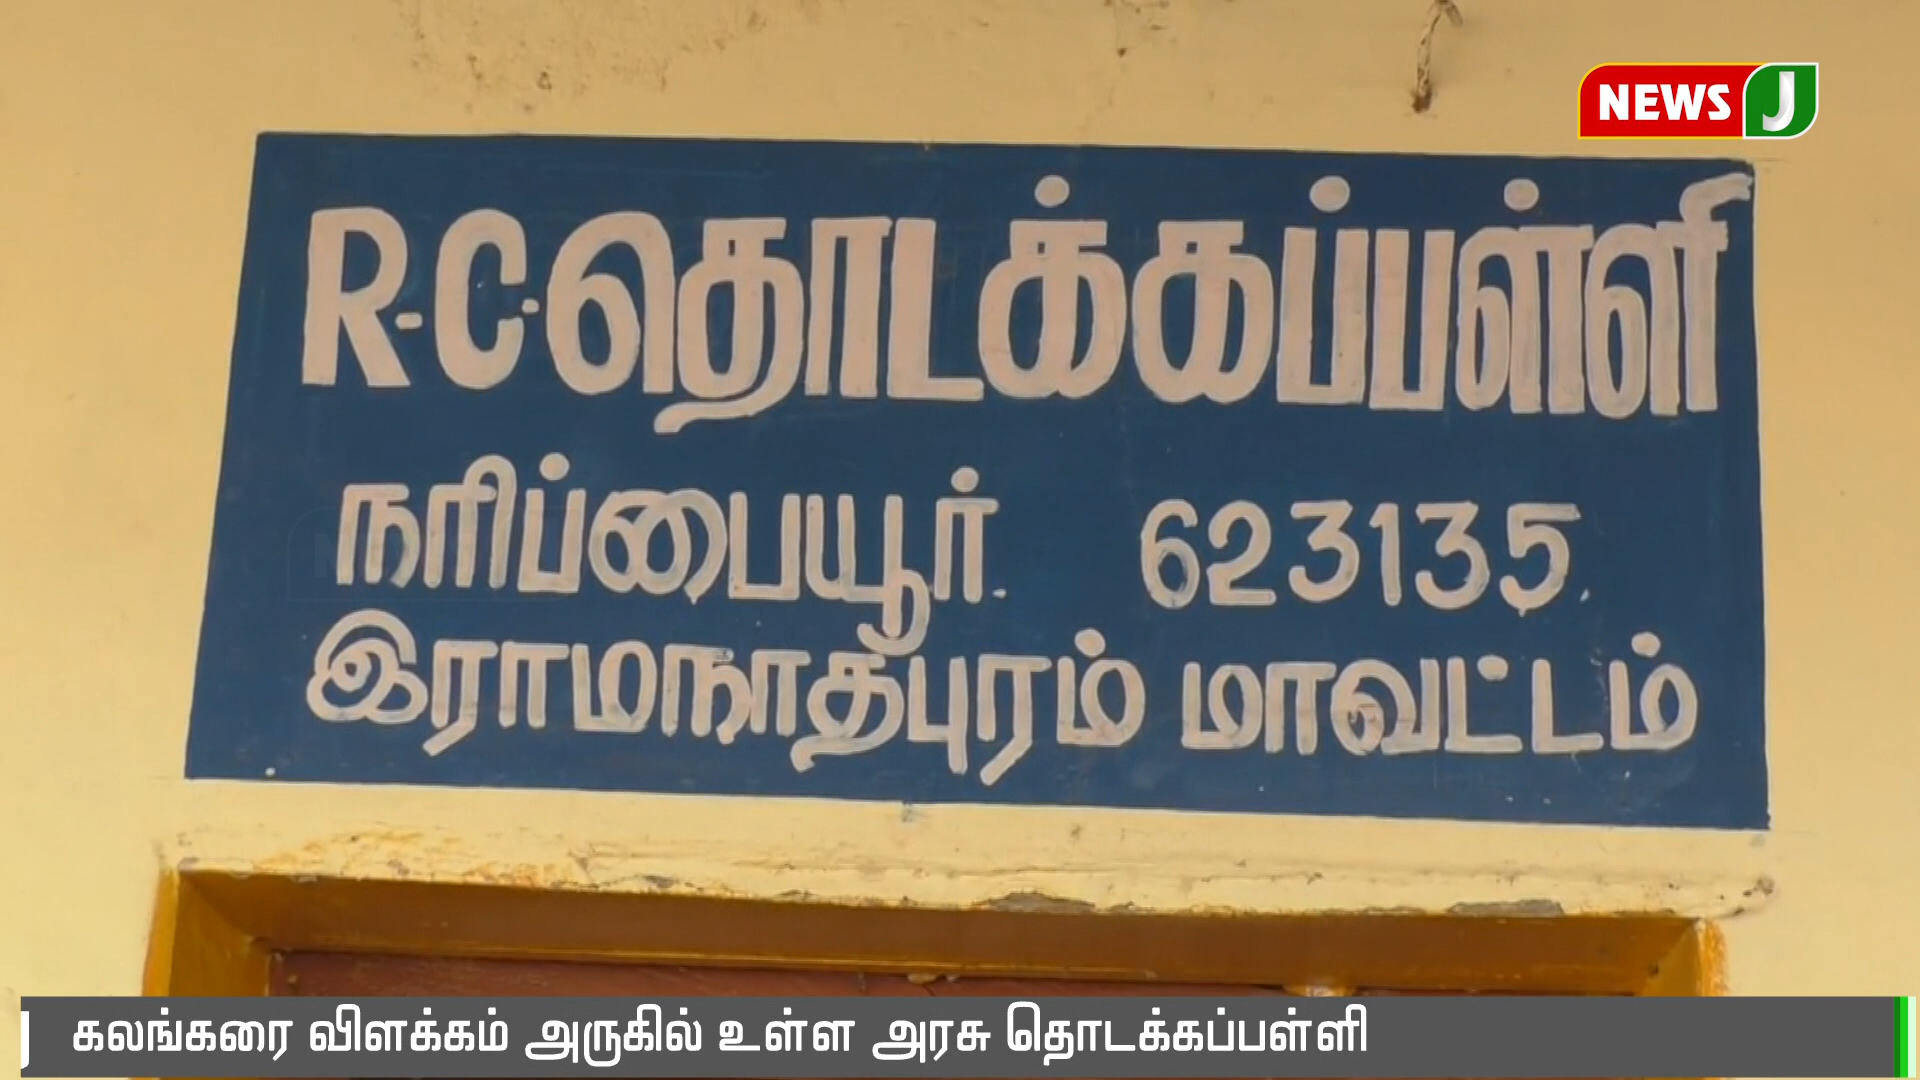 NEWS J
R-C-தொடக்கப்பள்ளி
நரிப்பையூர். 623135.
இராமநாதபுரம் மாவட்டம்
கலங்கரை விளக்கம் அருகில் உள்ள அரசு தொடக்கப்பள்ளி